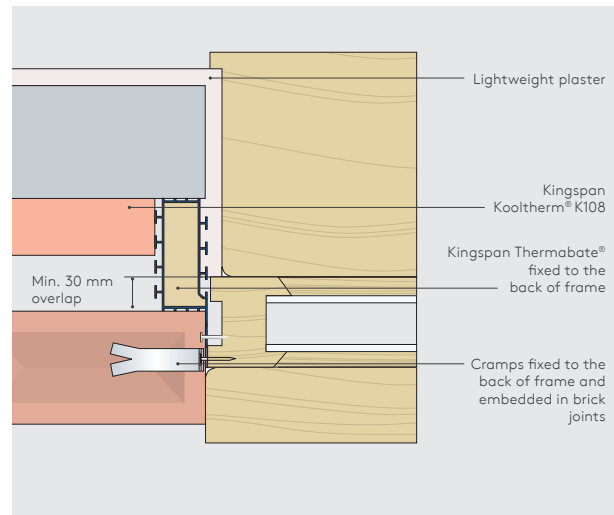 Lightweight plaster
Kingspan
Kooltherm® K108
Kingspan Thermabate®
fixed to the
back of frame
Min. 30 mm
overlap
Cramps fixed to the
back of frame and
embedded in brick
joints